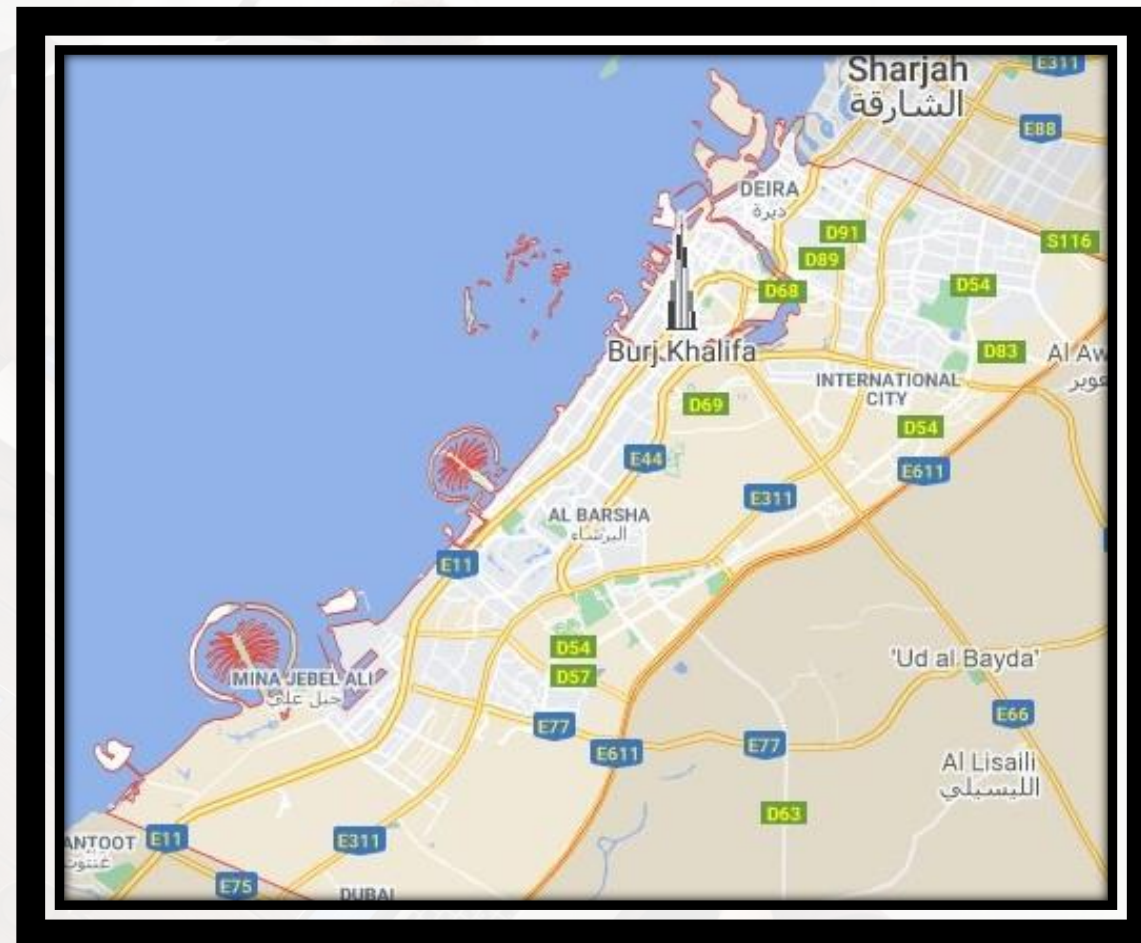 Sharjah
الشارقة
E311
E88
DEIRA
ديرة
D91
S116
D89
D68
D54
Burj Khalifa
D83
Al Aw
عوير
INTERNATIONAL
CITY
D69
D54
E44
E611
E311
AL BARSHA
البرشاء
E11
D54
'Ud al Bayda'
MINA JEBEL ALI
جبل علي
D57
E66
E77
E611
E77
Al Lisaili
الليسيلي
D63
ANTOOT
غنتوت
E11
E311
E75
DUBAI